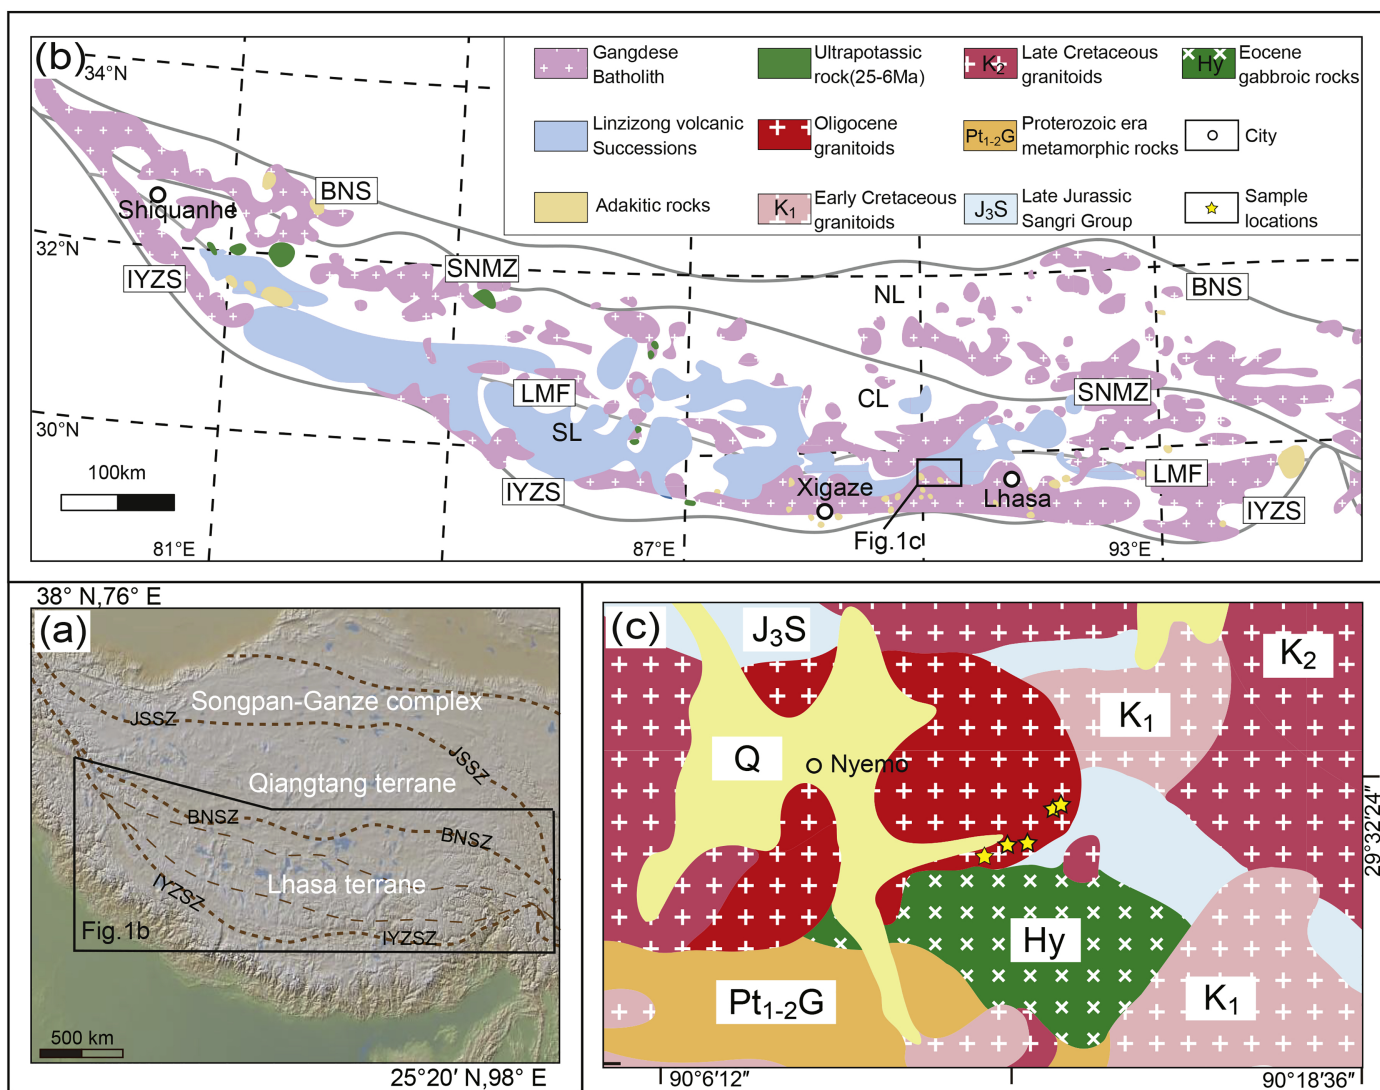 (b)
34°N
32°N
30°N
Gangdese
Batholith
Ultrapotassic
rock(25-6Ma)
K2
Late Cretaceous
granitoids
Hy
Eocene
gabbroic rocks
Linzizong volcanic
Successions
Oligocene
granitoids
Pt1-2G
Proterozoic era
metamorphic rocks
City
Adakitic rocks
K1
Early Cretaceous
granitoids
J3S
Late Jurassic
Sangri Group
Sample
locations
BNS
Shiquanhe
IYZS
SNMZ
NL
BNS
LMF
CL
SNMZ
SL
100km
IYZS
Xigaze
Lhasa
LMF
IYZS
Fig.1c
81°E
87°E
93°E
38° N,76° E
(a)
Songpan-Ganze complex
JSSZ
JSSZ
Qiangtang terrane
BNSZ
BNSZ
Lhasa terrane
IYZSZ
IYZSZ
Fig.1b
500 km
25°20′ N,98° E
(c)
J3S
K2
K1
Q
Nyemo
29°32′24″
Hy
Pt1-2G
K1
90°6′12″
90°18′36″